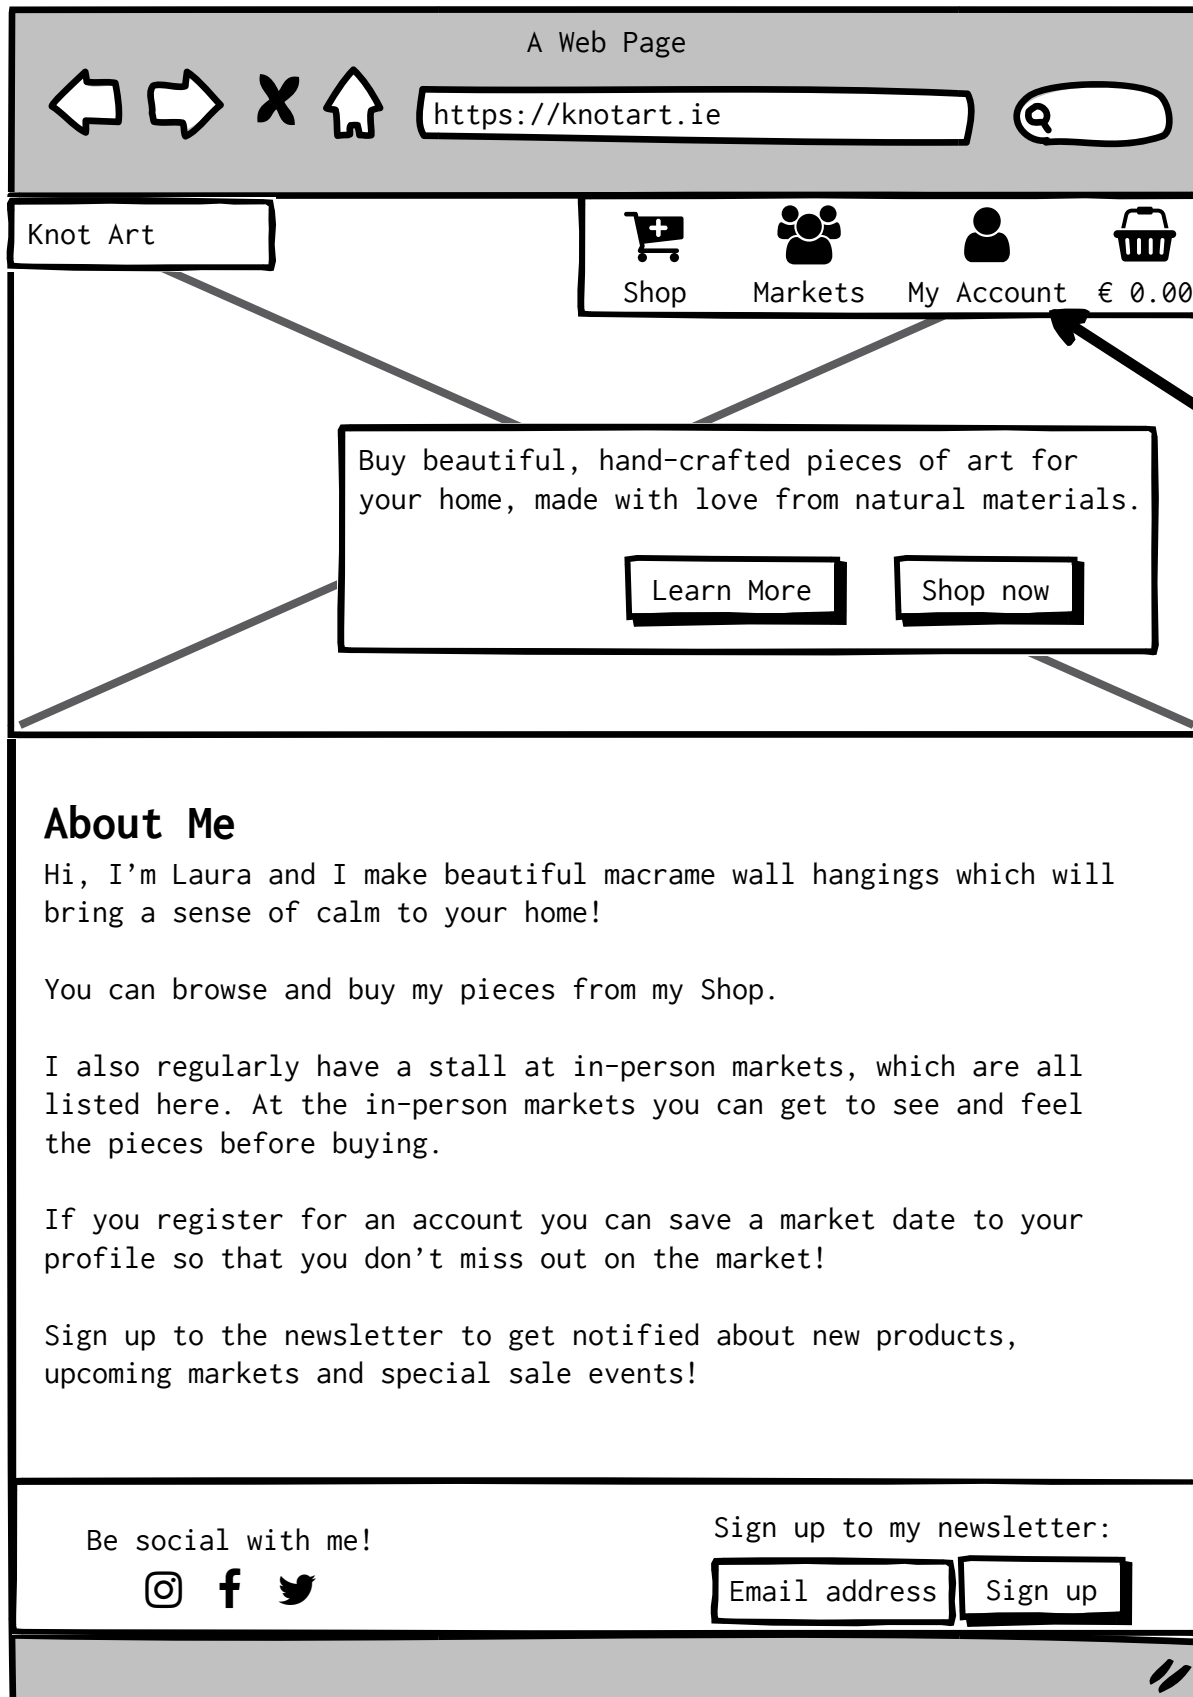 A Web Page
https://knotart.ie
Knot Art
Shop Markets My Account € 0.00
Buy beautiful, hand-crafted pieces of art for
your home, made with love from natural materials.
Learn More Shop now
About Me
Hi, I'm Laura and I make beautiful macrame wall hangings which will
bring a sense of calm to your home!
You can browse and buy my pieces from my Shop.
I also regularly have a stall at in-person markets, which are all
listed here. At the in-person markets you can get to see and feel
the pieces before buying.
If you register for an account you can save a market date to your
profile so that you don't miss out on the market!
Sign up to the newsletter to get notified about new products,
upcoming markets and special sale events!
Be social with me!
Sign up to my newsletter:
Email address Sign up